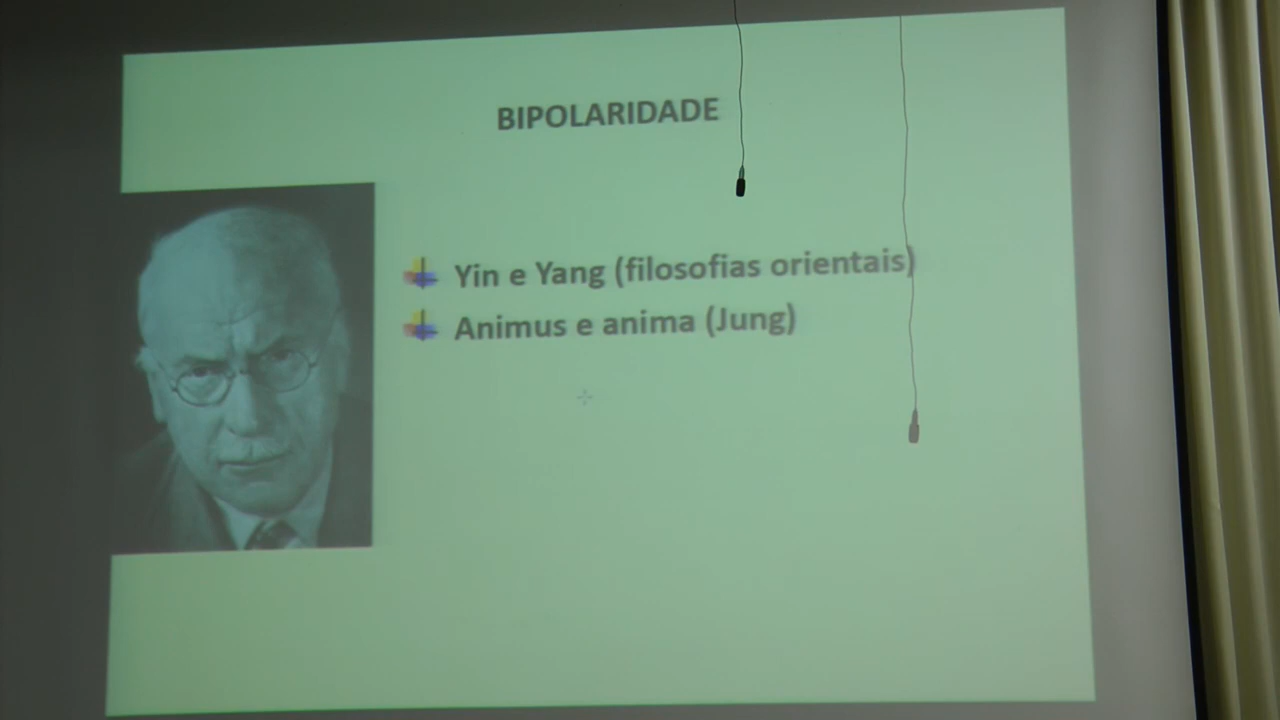 BIPOLARIDADE
Yin e Yang (filosofias orientais)
Animus e anima (Jung)